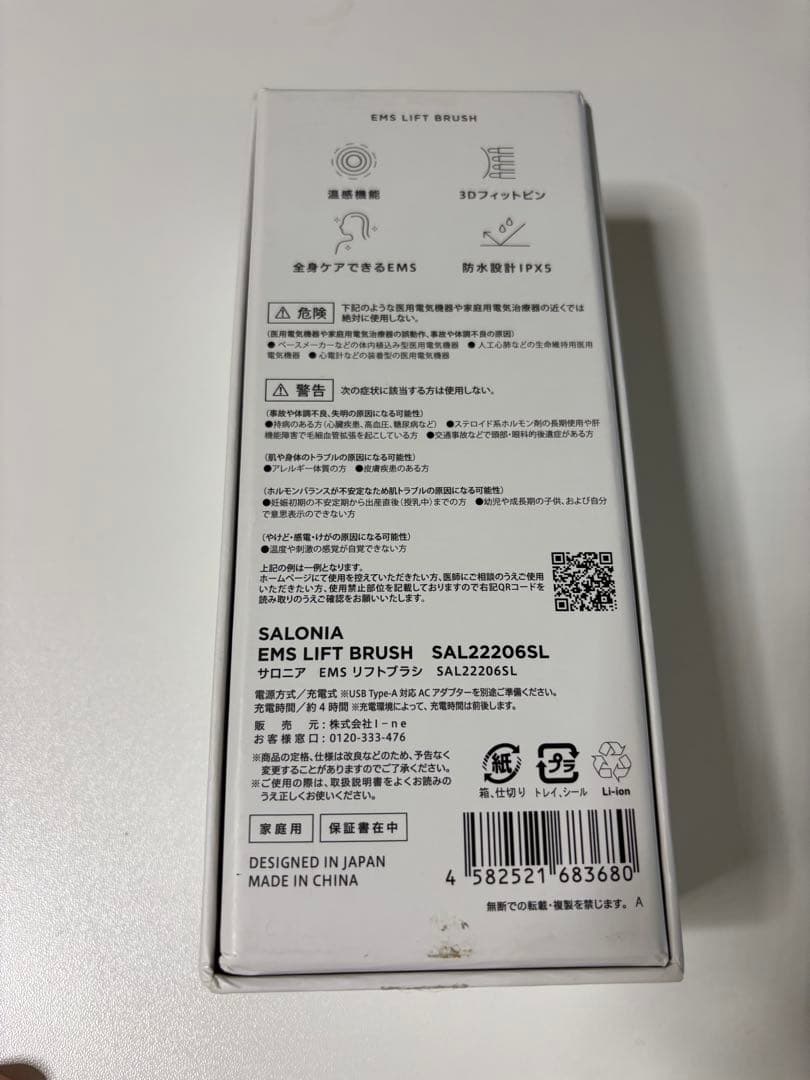 EMS LIFT BRUSH
温感機能
3Dフィットピン
全身ケアできるEMS
防水設計IPX5
⚠ 危険 下記のような医用電気機器や家庭用電気治療器の近くでは
絶対に使用しない。
(医用電気機器や家庭用電気治療器の誤動作、事故や体調不良の原因)
●ペースメーカーなどの体内植込み型医用電気機器 ●人工心肺などの生命維持用医用
電気機器 ●心電計などの装着型の医用電気機器
⚠ 警告 次の症状に該当する方は使用しない。
(事故や体調不良、失明の原因になる可能性)
●持病のある方(心臓疾患、高血圧、糖尿病など) ●ステロイド系ホルモン剤の長期使用や肝
機能障害で毛細血管拡張を起こしている方 ●交通事故などで頭部・眼科的後遺症がある方
(肌や身体のトラブルの原因になる可能性)
●アレルギー体質の方 ●皮膚疾患のある方
(ホルモンバランスが不安定なため肌トラブルの原因になる可能性)
●妊娠初期の不安定期から出産直後(授乳中)までの方 ●幼児や成長期の子供、および自分
で意思表示のできない方
(やけど・感電・けがの原因になる可能性)
●温度や刺激の感覚が自覚できない方
上記の例は一例となります。
ホームページにて使用を控えていただきたい方、医師にご相談のうえご使用
いただきたい方、使用禁止部位を記載しておりますので右記QRコードを
読み取りのうえご確認をお願いいたします。
SALONIA
EMS LIFT BRUSH SAL22206SL
サロニア EMS リフトブラシ SAL22206SL
電源方式/充電式 ※USB Type-A 対応 AC アダプターを別途ご準備ください。
充電時間/約4時間 ※充電環境によって、充電時間は前後します。
販売元:株式会社I-ne
お客様窓口:0120-333-476
※商品の定格、仕様は改良などのため、予告なく
変更することがありますのでご了承ください。
※ご使用の際は、取扱説明書をよくお読みの
うえ正しくお使いください。
紙
プラ
箱、仕切り トレイ、シール Li-ion
家庭用 保証書在中
DESIGNED IN JAPAN
MADE IN CHINA
4 582521 683680
無断での転載・複製を禁じます。 A